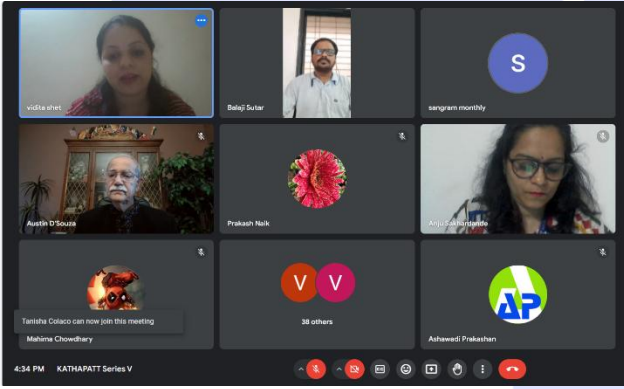 vidita shet
Balaji Sutar
S
sangram monthly
Austin D'Souza
Prakash Naik
Anju Sakhardande
Tanisha Colaco can now join this meeting
Mahima Chowdhary
V V
38 others
AP
Ashawadi Prakashan
4:34 PM KATHAPATT Series V